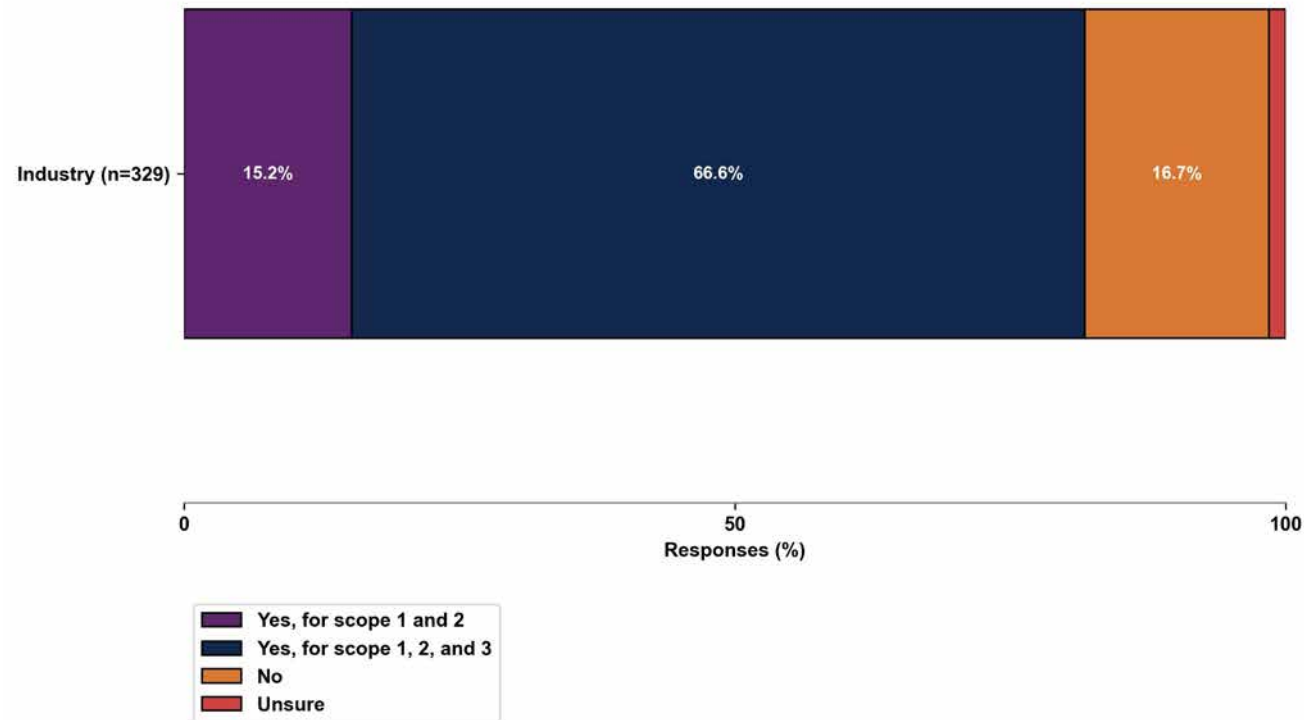 Industry (n=329)
15.2%
66.6%
16.7%
0
50
100
Responses (%)
Yes, for scope 1 and 2
Yes, for scope 1, 2, and 3
No
Unsure